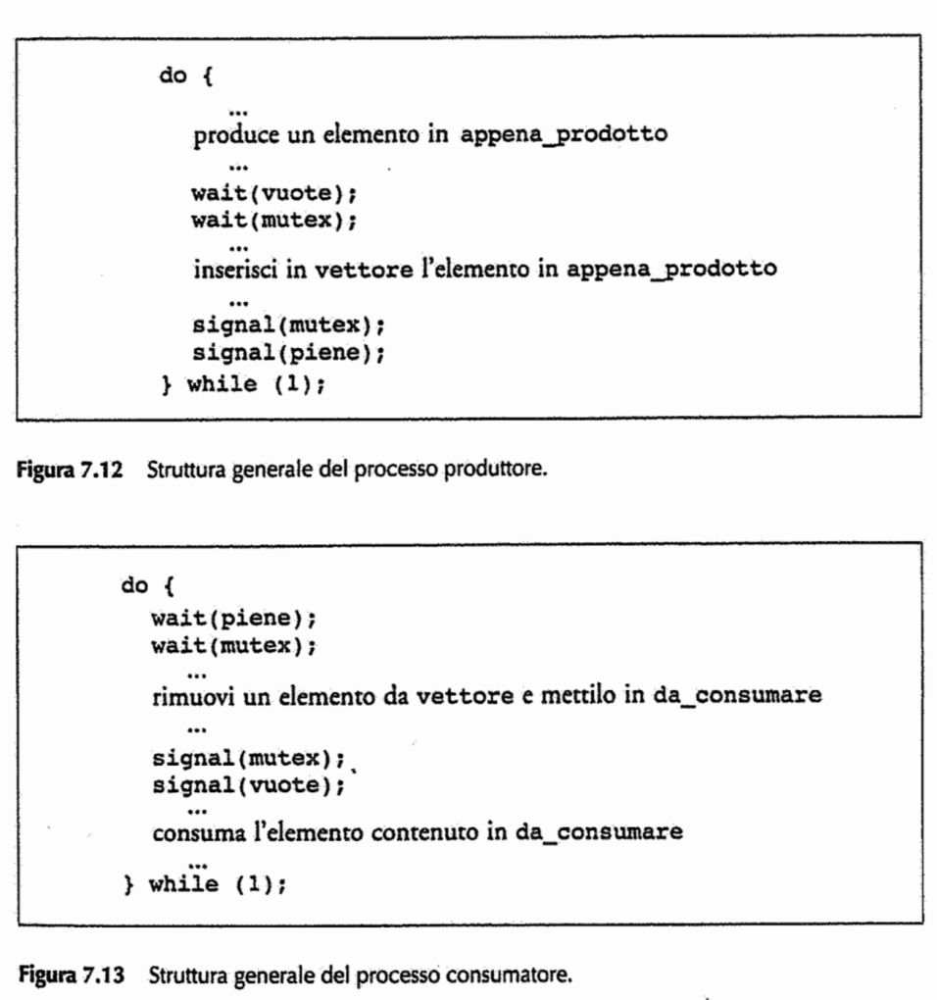 do {
...
produce un elemento in appena_prodotto
...
wait(vuote);
wait(mutex);
...
inserisci in vettore l'elemento in appena_prodotto
...
signal(mutex);
signal(piene);
} while (1);
Figura 7.12 Struttura generale del processo produttore.
do {
wait(piene);
wait(mutex);
...
rimuovi un elemento da vettore e mettilo in da_consumare
...
signal(mutex);
signal(vuote);
...
consuma l'elemento contenuto in da_consumare
...
} while (1);
Figura 7.13 Struttura generale del processo consumatore.